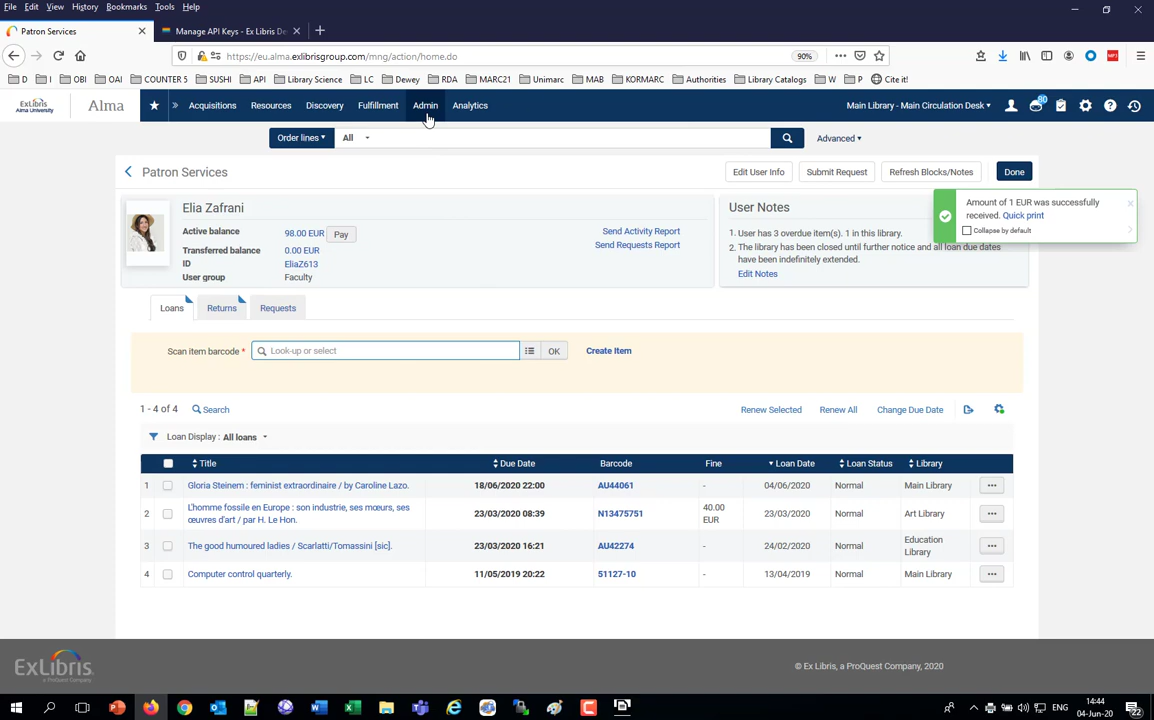 File Edit View History Bookmarks Tools Help
Patron Services
Manage API Keys - Ex Libris De
https://eu.alma.exlibrisgroup.com/mng/action/home.do
90%
D I OBI OAI COUNTER 5 SUSHI API Library Science LC Dewey RDA MARC21 Unimarc MAB KORMARC Authorities Library Catalogs W P Cite it!
ExLibris
Alma University
Alma
Acquisitions Resources Discovery Fulfillment Admin Analytics
Main Library - Main Circulation Desk
80
Order lines All Advanced
Patron Services
Edit User Info Submit Request Refresh Blocks/Notes Done
Amount of 1 EUR was successfully
received. Quick print
Collapse by default
Elia Zafrani
Active balance 98.00 EUR Pay
Transferred balance 0.00 EUR
ID EliaZ613
User group Faculty
Send Activity Report
Send Requests Report
User Notes
1. User has 3 overdue item(s). 1 in this library.
2. The library has been closed until further notice and all loan due dates
have been indefinitely extended.
Edit Notes
Loans Returns Requests
Scan item barcode * Look-up or select OK Create Item
1 - 4 of 4 Search
Renew Selected Renew All Change Due Date
Loan Display : All loans
Title Due Date Barcode Fine Loan Date Loan Status Library
1 Gloria Steinem : feminist extraordinaire / by Caroline Lazo. 18/06/2020 22:00 AU44061 - 04/06/2020 Normal Main Library
2 L'homme fossile en Europe : son industrie, ses mœurs, ses
œuvres d'art / par H. Le Hon. 23/03/2020 08:39 N13475751 40.00
EUR 23/03/2020 Normal Art Library
3 The good humoured ladies / Scarlatti/Tomassini [sic]. 23/03/2020 16:21 AU42274 - 24/02/2020 Normal Education
Library
4 Computer control quarterly. 11/05/2019 20:22 51127-10 - 13/04/2019 Normal Main Library
ExLibris
a ProQuest Company
© Ex Libris, a ProQuest Company, 2020
ENG
14:44
04-Jun-20
22